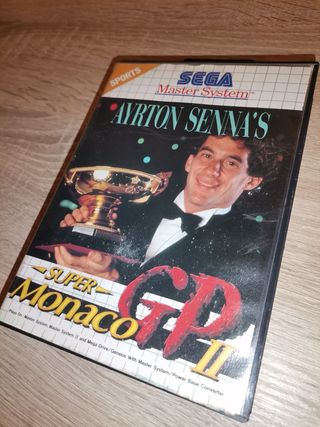 SPORTS
SEGA
Master System™
AYRTON SENNA'S
SUPER
Monaco GP II
Plays On: Master System, Master System II and Mega Drive/Genesis With Master System/Power Base Converter